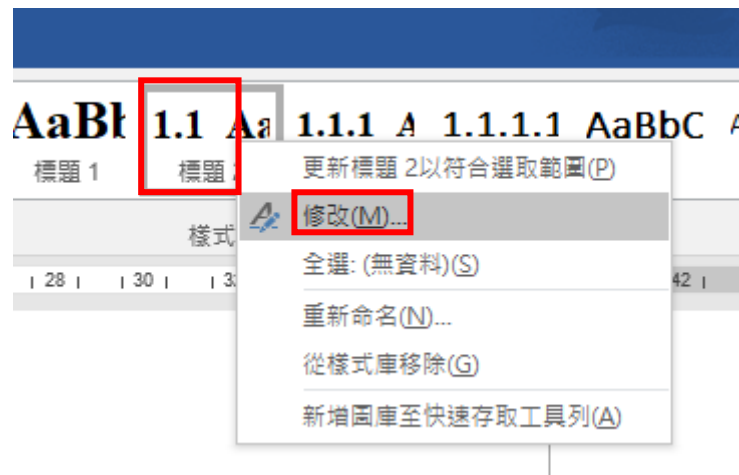 AaBb 1.1 Aa 1.1.1 A 1.1.1.1 AaBbC A
標題 1 標題
更新標題 2以符合選取範圍(P)
修改(M)...
樣式
全選: (無資料)(S)
28 30 42
重新命名(N)...
從樣式庫移除(G)
新增圖庫至快速存取工具列(A)